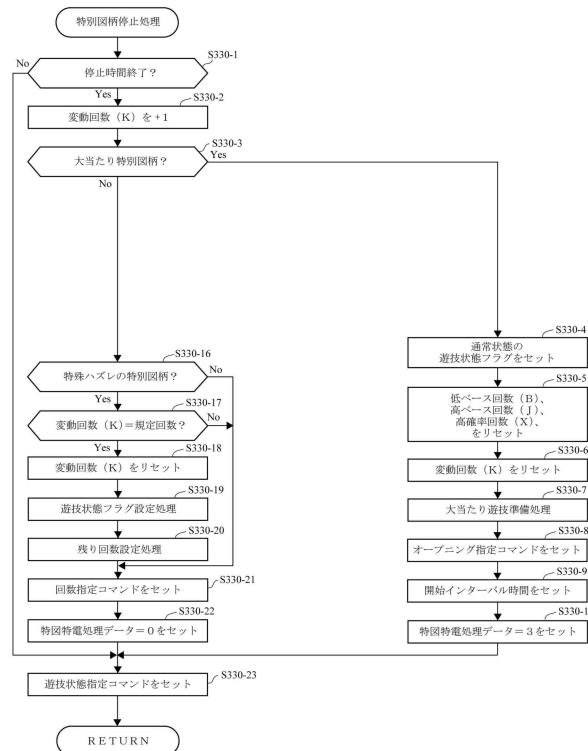 特別図柄停止処理
S330-1
No
停止時間終了？
Yes
S330-2
変動回数（K）を＋1
S330-3
大当たり特別図柄？
Yes
No
S330-4
通常状態の
遊技状態フラグをセット
S330-5
低ベース回数（B）、
高ベース回数（J）、
高確率回数（X）、
をリセット
S330-6
変動回数（K）をリセット
S330-7
大当たり遊技準備処理
S330-8
オープニング指定コマンドをセット
S330-9
開始インターバル時間をセット
S330-1
特図特電処理データ＝3をセット
S330-16
特殊ハズレの特別図柄？
No
Yes
S330-17
変動回数（K）＝規定回数？
No
Yes
S330-18
変動回数（K）をリセット
S330-19
遊技状態フラグ設定処理
S330-20
残り回数設定処理
S330-21
回数指定コマンドをセット
S330-22
特図特電処理データ＝0をセット
S330-23
遊技状態指定コマンドをセット
RETURN